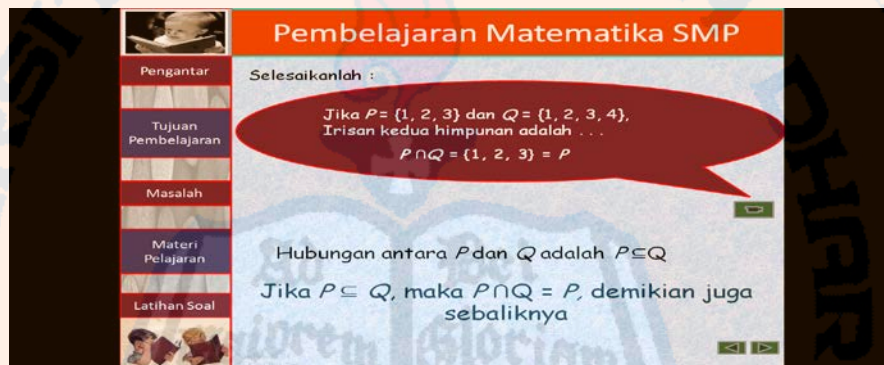 Pembelajaran Matematika SMP
Pengantar
Tujuan
Pembelajaran
Masalah
Materi
Pelajaran
Latihan Soal
Selesaikanlah :
Jika P = {1, 2, 3} dan Q = {1, 2, 3, 4},
Irisan kedua himpunan adalah . . .
P∩Q = {1, 2, 3} = P
Hubungan antara P dan Q adalah P⊆Q
Jika P ⊆ Q, maka P∩Q = P, demikian juga
sebaliknya
Ad